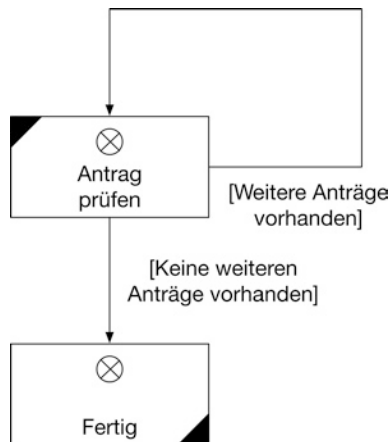 Antrag
prüfen
[Weitere Anträge
vorhanden]
[Keine weiteren
Anträge vorhanden]
Fertig